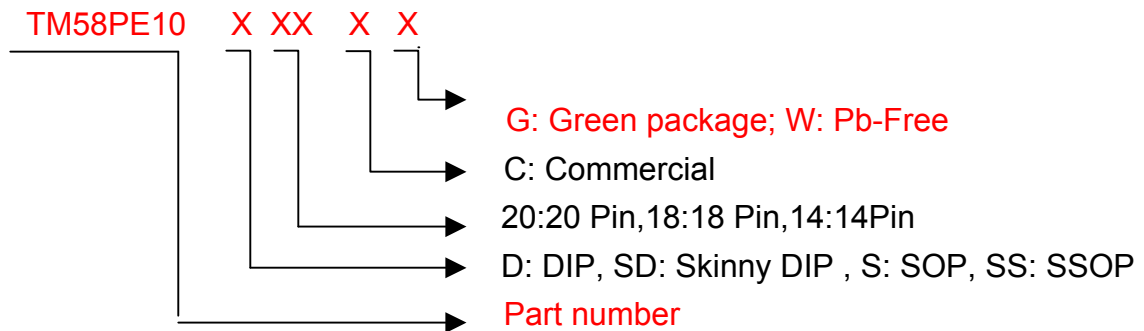 TM58PE10 X XX X X
G: Green package; W: Pb-Free
C: Commercial
20:20 Pin,18:18 Pin,14:14Pin
D: DIP, SD: Skinny DIP , S: SOP, SS: SSOP
Part number